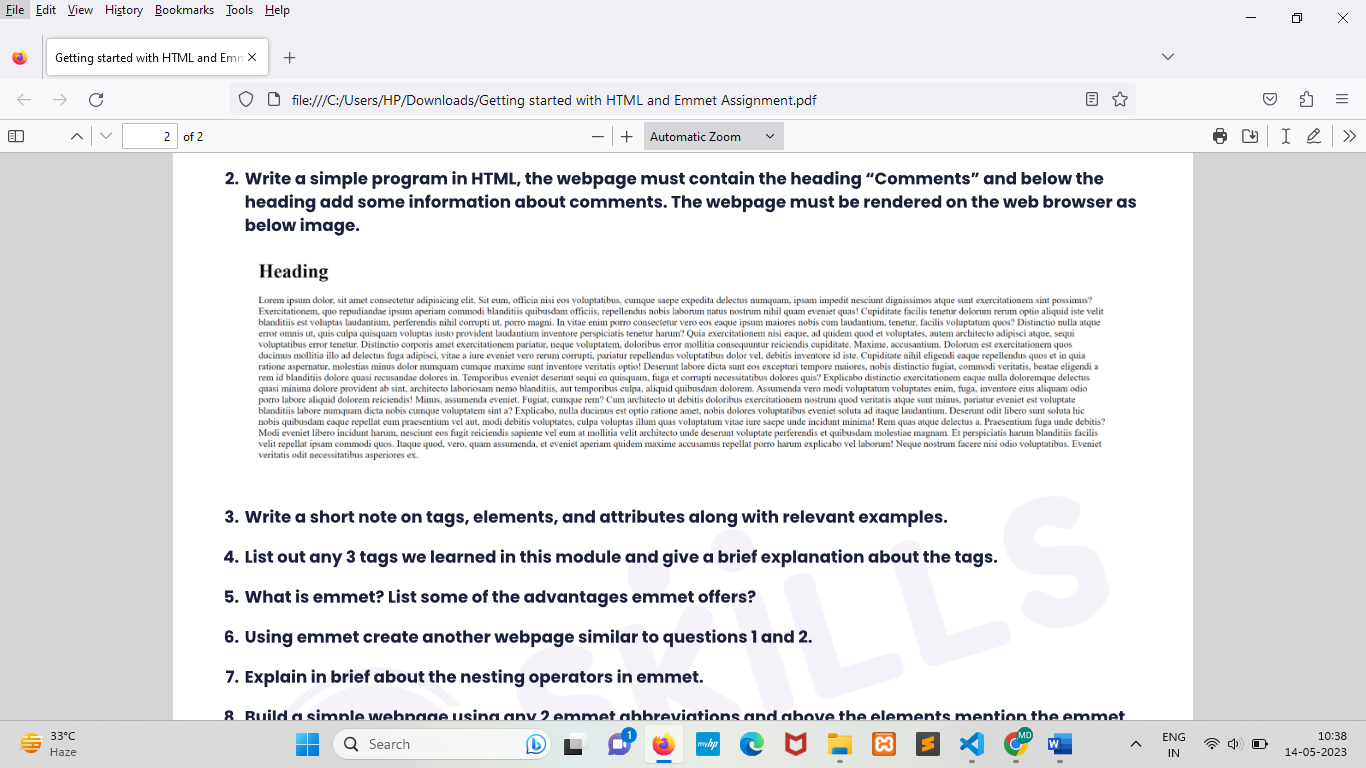 File Edit View History Bookmarks Tools Help
Getting started with HTML and Emm
file:///C:/Users/HP/Downloads/Getting started with HTML and Emmet Assignment.pdf
2 of 2
Automatic Zoom
2. Write a simple program in HTML, the webpage must contain the heading “Comments” and below the
heading add some information about comments. The webpage must be rendered on the web browser as
below image.
Heading
Lorem ipsum dolor, sit amet consectetur adipisicing elit. Sit eum, officia nisi eos voluptatibus, cumque saepe expedita delectus numquam, ipsam impedit nesciunt dignissimos atque sunt exercitationem sint possimus?
Exercitationem, quo repudiandae ipsum aperiam commodi blanditiis quibusdam officiis, repellendus nobis laborum natus nostrum nihil quam eveniet quas! Cupiditate facilis tenetur dolorum rerum optio aliquid iste velit
blanditiis est voluptas laudantium, perferendis nihil corrupti ut, porro magni. In vitae enim porro consectetur vero eos eaque ipsum maiores nobis cum laudantium, tenetur, facilis voluptatum quos? Distinctio nulla atque
error omnis ut, quis culpa quisquam voluptas iusto provident laudantium inventore perspiciatis tenetur harum? Quia exercitationem nisi eaque, ad quidem quod et voluptates, autem architecto adipisci atque, sequi
voluptatibus error tenetur. Distinctio corporis amet exercitationem pariatur, neque voluptatem, doloribus error mollitia consequuntur reiciendis cupiditate. Maxime, accusantium. Dolorum est exercitationem quos
ducimus mollitia illo ad delectus fuga adipisci, vitae a iure eveniet vero rerum corrupti, pariatur repellendus voluptatibus dolor vel, debitis inventore id iste. Cupiditate nihil eligendi eaque repellendus quos et in quia
ratione aspernatur, molestias minus dolor numquam cumque maxime sunt inventore veritatis optio! Deserunt labore dicta sunt eos excepturi tempore maiores, nobis distinctio fugiat, commodi veritatis, beatae eligendi a
rem id blanditiis dolore quasi recusandae dolores in. Temporibus eveniet deserunt sequi ea quisquam, fuga et corrupti necessitatibus dolores quis? Explicabo distinctio exercitationem eaque nulla doloremque delectus
quasi minima dolore provident ab sint, architecto laboriosam nemo blanditiis, aut temporibus culpa, aliquid quibusdam dolorem. Assumenda vero modi voluptatum voluptates enim, fuga, inventore eius aliquam odio
porro labore aliquid dolorem reiciendis! Minus, assumenda eveniet. Fugiat, cumque rem? Cum architecto ut debitis doloribus exercitationem nostrum quod veritatis atque sunt minus, pariatur eveniet est voluptate
blanditiis labore numquam dicta nobis cumque voluptatem sint a? Explicabo, nulla ducimus est optio ratione amet, nobis dolores voluptatibus eveniet soluta ad itaque laudantium. Deserunt odit libero sunt soluta hic
nobis quibusdam eaque repellat eum praesentium vel aut, modi debitis voluptates, culpa voluptas illum quas voluptatum vitae iure saepe unde incidunt minima! Rem quas atque delectus a. Praesentium fuga unde debitis?
Modi eveniet libero incidunt harum, nesciunt eos fugit reiciendis sapiente vel eum at mollitia velit architecto unde deserunt voluptate perferendis et quibusdam molestiae magnam. Et perspiciatis harum blanditiis facilis
velit repellat ipsam commodi quos. Itaque quod, vero, quam assumenda, et eveniet aperiam quidem maxime accusamus repellat porro harum explicabo vel laborum! Neque nostrum facere nisi odio voluptatibus. Eveniet
veritatis odit necessitatibus asperiores ex.
3. Write a short note on tags, elements, and attributes along with relevant examples.
4. List out any 3 tags we learned in this module and give a brief explanation about the tags.
5. What is emmet? List some of the advantages emmet offers?
6. Using emmet create another webpage similar to questions 1 and 2.
7. Explain in brief about the nesting operators in emmet.
8. Build a simple webpage using any 2 emmet abbreviations and above the elements mention the emmet
SKILLS
33°C
Haze
Search
1
myhp
MD
ENG
IN
10:38
14-05-2023